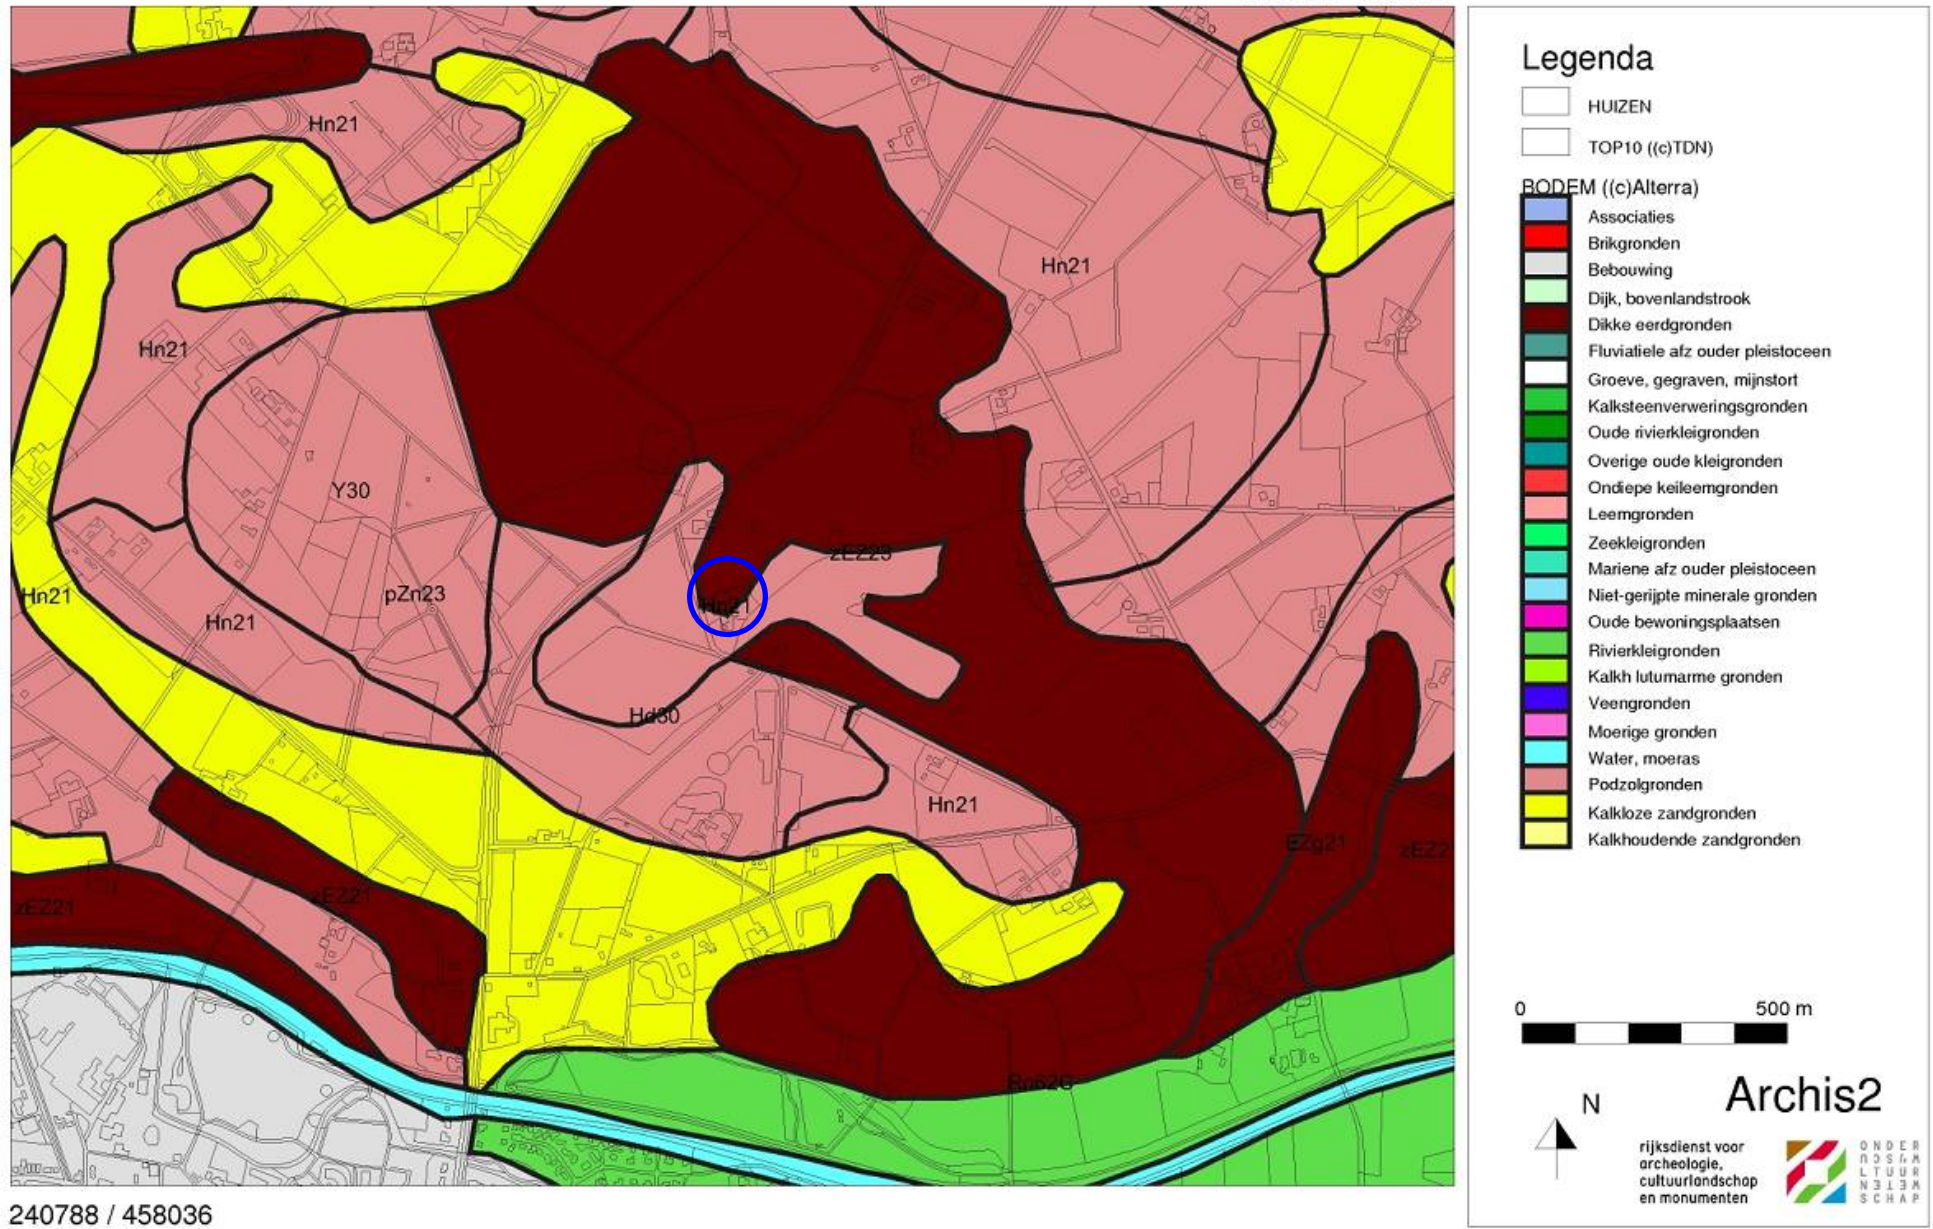 Hn21
Hn21
Hn21
Y30
zEZ23
pZn23
Hn21
Hn21
Hn21
Hd30
Hn21
EZg21
zEZ2
zEZ21
zEZ21
Rn62C
240788 / 458036
Legenda
HUIZEN
TOP10 ((c)TDN)
BODEM ((c)Alterra)
Associaties
Brikgronden
Bebouwing
Dijk, bovenlandstrook
Dikke eerdgronden
Fluviatiele afz ouder pleistoceen
Groeve, gegraven, mijnstort
Kalksteenverweringsgronden
Oude rivierkleigronden
Overige oude kleigronden
Ondiepe keileemgronden
Leemgronden
Zeekleigronden
Mariene afz ouder pleistoceen
Niet-gerijpte minerale gronden
Oude bewoningsplaatsen
Rivierkleigronden
Kalkh lutumarme gronden
Veengronden
Moerige gronden
Water, moeras
Podzolgronden
Kalkloze zandgronden
Kalkhoudende zandgronden
0 500 m
N
Archis2
rijksdienst voor
archeologie,
cultuurlandschap
en monumenten
ONDER